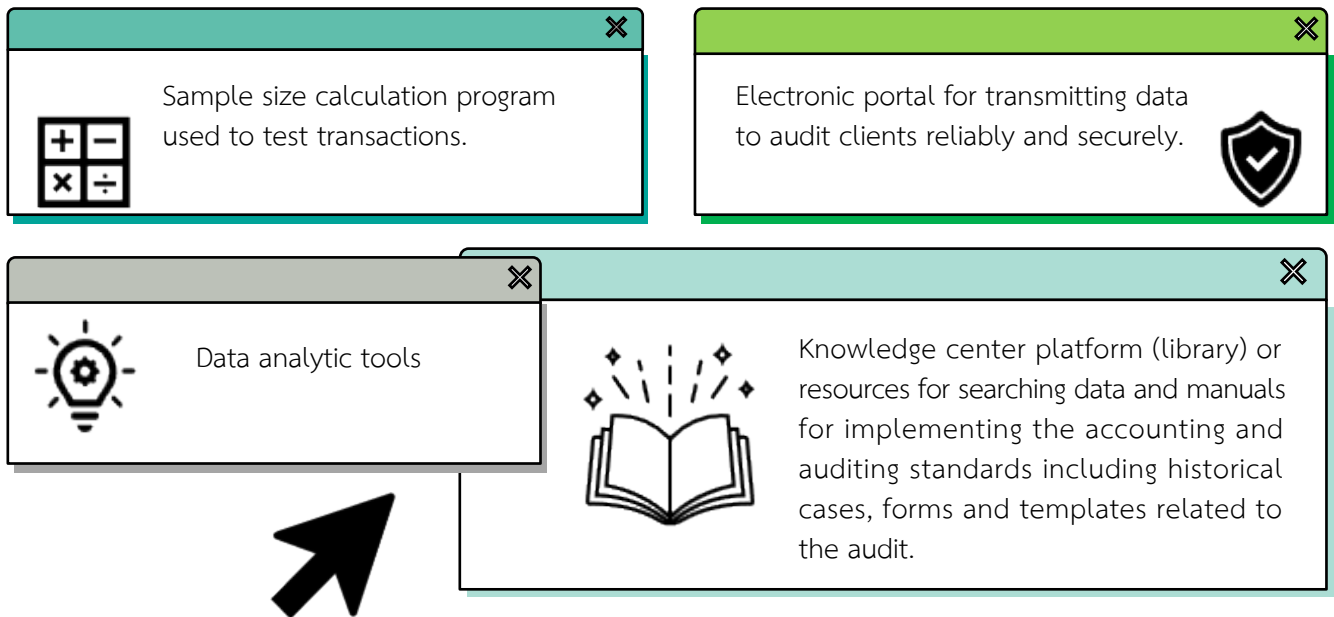 Sample size calculation program
used to test transactions.
Electronic portal for transmitting data
to audit clients reliably and securely.
Data analytic tools
Knowledge center platform (library) or
resources for searching data and manuals
for implementing the accounting and
auditing standards including historical
cases, forms and templates related to
the audit.